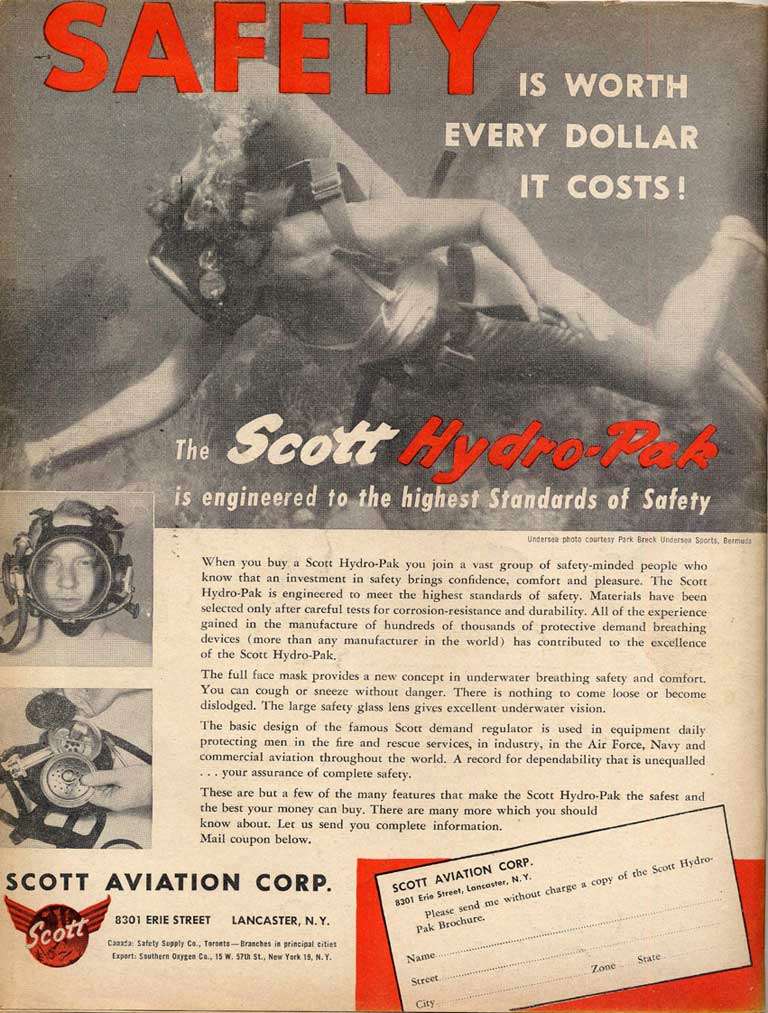 SAFETY
IS WORTH
EVERY DOLLAR
IT COSTS!
The Scott Hydro-Pak
is engineered to the highest Standards of Safety
Undersea photo courtesy Park Breck Undersea Sports, Bermuda
When you buy a Scott Hydro-Pak you join a vast group of safety-minded people who
know that an investment in safety brings confidence, comfort and pleasure. The Scott
Hydro-Pak is engineered to meet the highest standards of safety. Materials have been
selected only after careful tests for corrosion-resistance and durability. All of the experience
gained in the manufacture of hundreds of thousands of protective demand breathing
devices (more than any manufacturer in the world) has contributed to the excellence
of the Scott Hydro-Pak.
The full face mask provides a new concept in underwater breathing safety and comfort.
You can cough or sneeze without danger. There is nothing to come loose or become
dislodged. The large safety glass lens gives excellent underwater vision.
The basic design of the famous Scott demand regulator is used in equipment daily
protecting men in the fire and rescue services, in industry, in the Air Force, Navy and
commercial aviation throughout the world. A record for dependability that is unequalled
. . . your assurance of complete safety.
These are but a few of the many features that make the Scott Hydro-Pak the safest and
the best your money can buy. There are many more which you should
know about. Let us send you complete information.
Mail coupon below.
SCOTT AVIATION CORP.
Scott
8301 ERIE STREET LANCASTER, N.Y.
Canada: Safety Supply Co., Toronto—Branches in principal cities
Export: Southern Oxygen Co., 15 W. 57th St., New York 19, N.Y.
SCOTT AVIATION CORP.
8301 Erie Street, Lancaster, N.Y.
Please send me without charge a copy of the Scott Hydro-
Pak Brochure.
Name
Street
Zone State
City